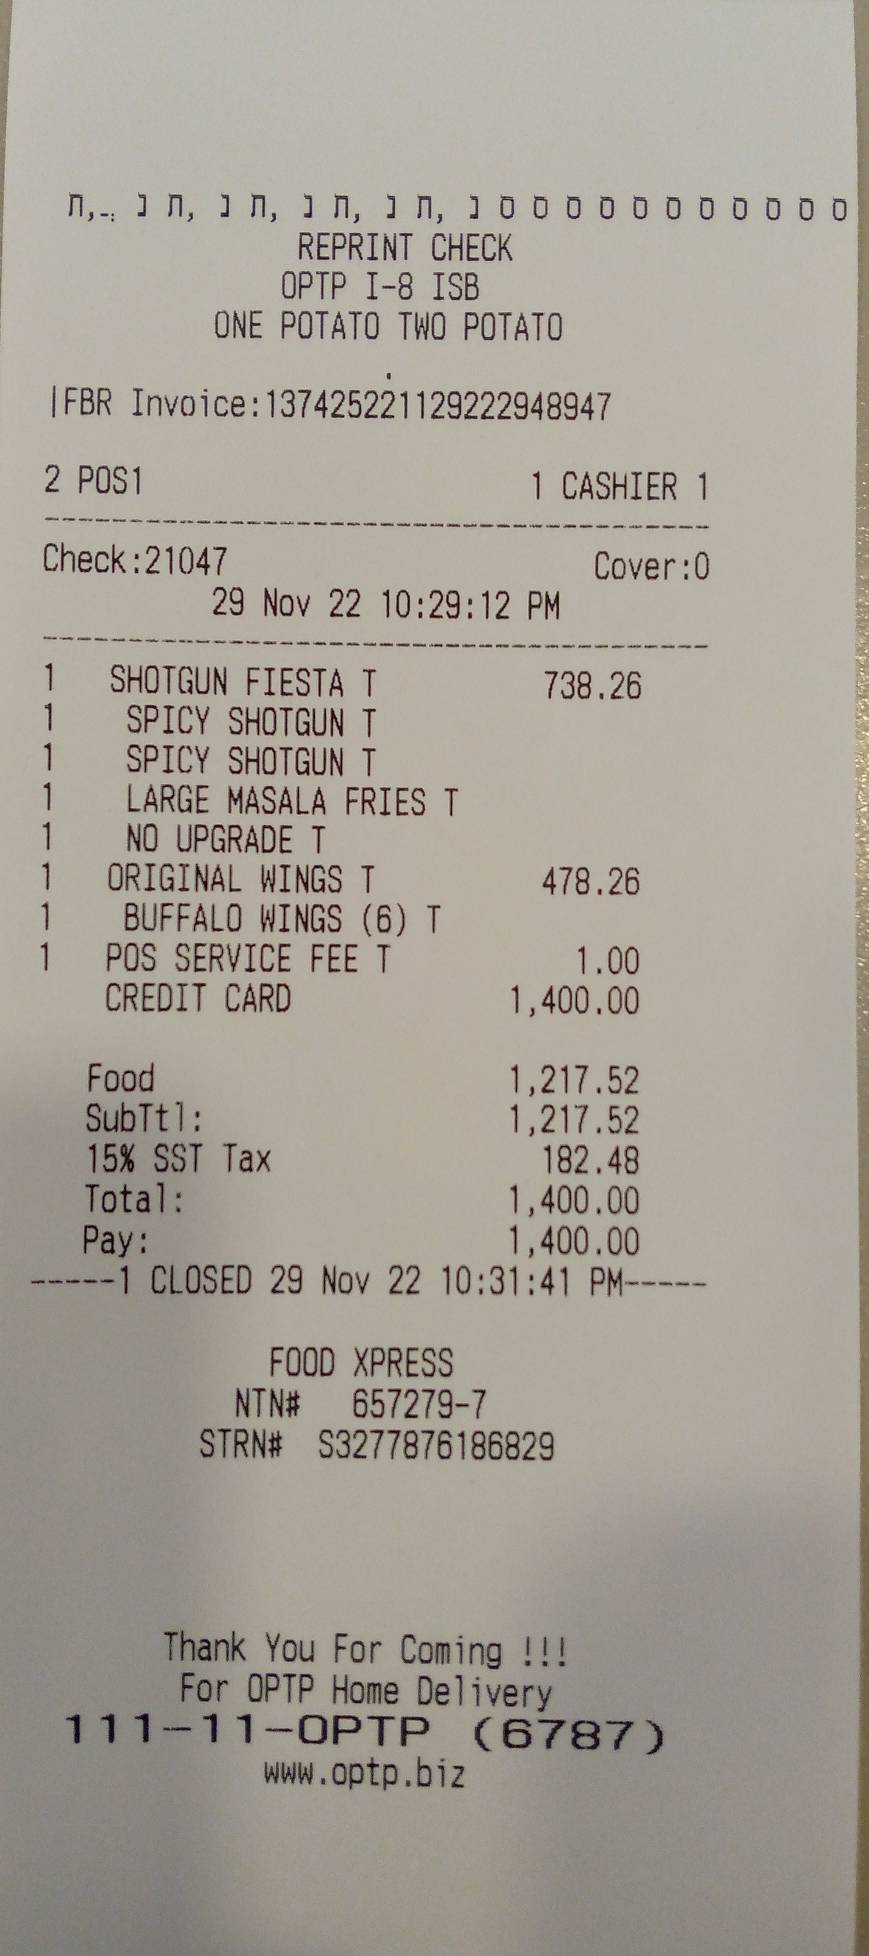 ת,-: נ ת, נ ת, נ ת, נ ת, נ ם ם ם ם ם ם ם ם ם ם ם
REPRINT CHECK
OPTP I-8 ISB
ONE POTATO TWO POTATO
|FBR Invoice:137425221129222948947
2 POS1 1 CASHIER 1
Check:21047 Cover:0
29 Nov 22 10:29:12 PM
1 SHOTGUN FIESTA T 738.26
1 SPICY SHOTGUN T
1 SPICY SHOTGUN T
1 LARGE MASALA FRIES T
1 NO UPGRADE T
1 ORIGINAL WINGS T 478.26
1 BUFFALO WINGS (6) T
1 POS SERVICE FEE T 1.00
CREDIT CARD 1,400.00
Food 1,217.52
SubTtl: 1,217.52
15% SST Tax 182.48
Total: 1,400.00
Pay: 1,400.00
-----1 CLOSED 29 Nov 22 10:31:41 PM-----
FOOD XPRESS
NTN# 657279-7
STRN# S3277876186829
Thank You For Coming !!!
For OPTP Home Delivery
111-11-OPTP (6787)
www.optp.biz